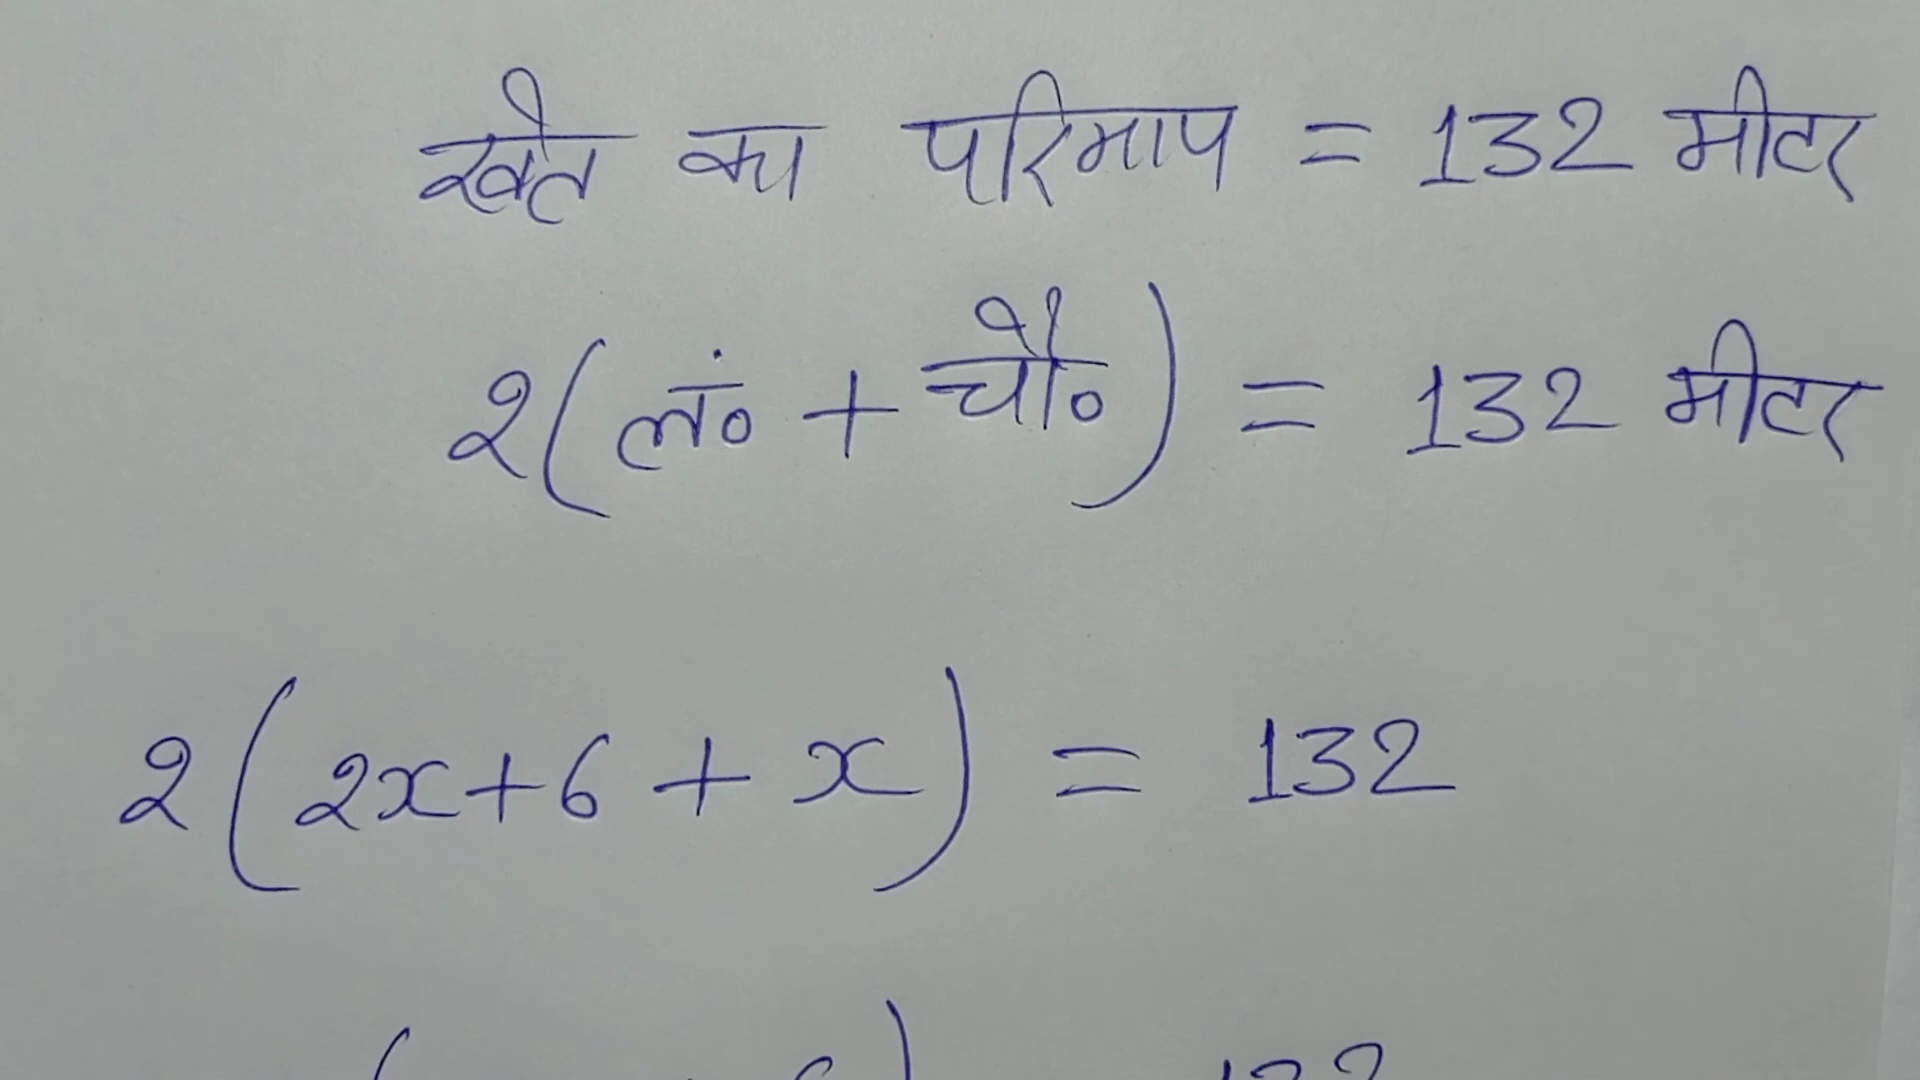 खेत का परिमाप = 132 मीटर
2(लं० + चौ०) = 132 मीटर
2(2x+6 + x) = 132